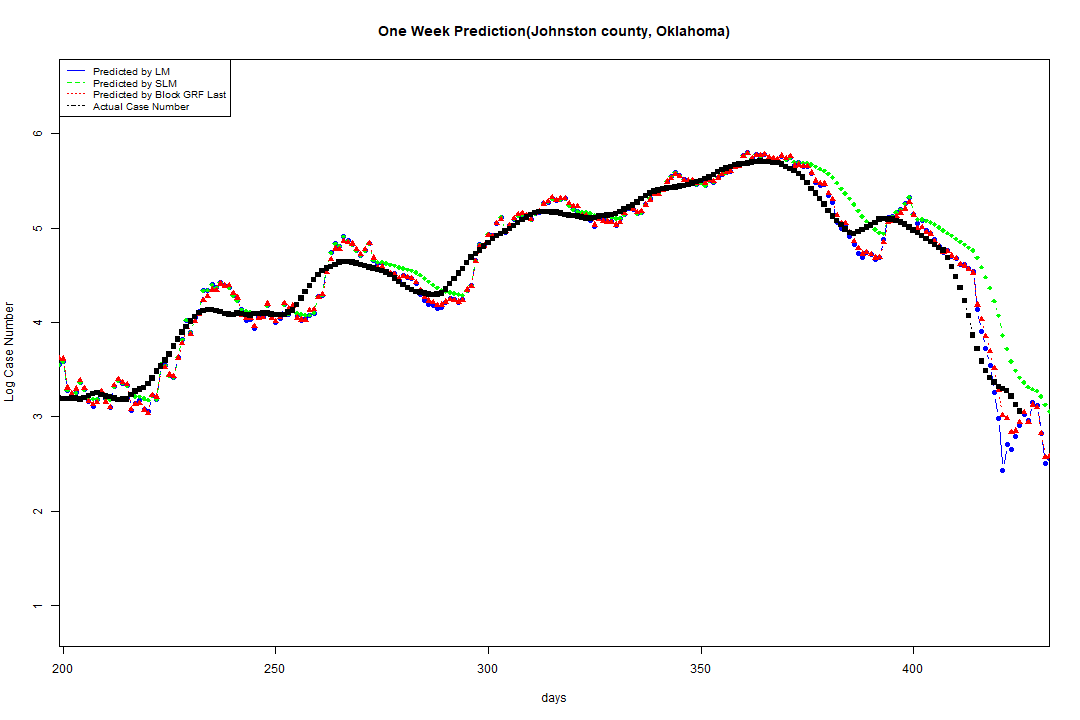 One Week Prediction(Johnston county, Oklahoma)
Predicted by LM
Predicted by SLM
Predicted by Block GRF Last
Actual Case Number
6
5
4
3
2
1
Log Case Number
200 250 300 350 400
days